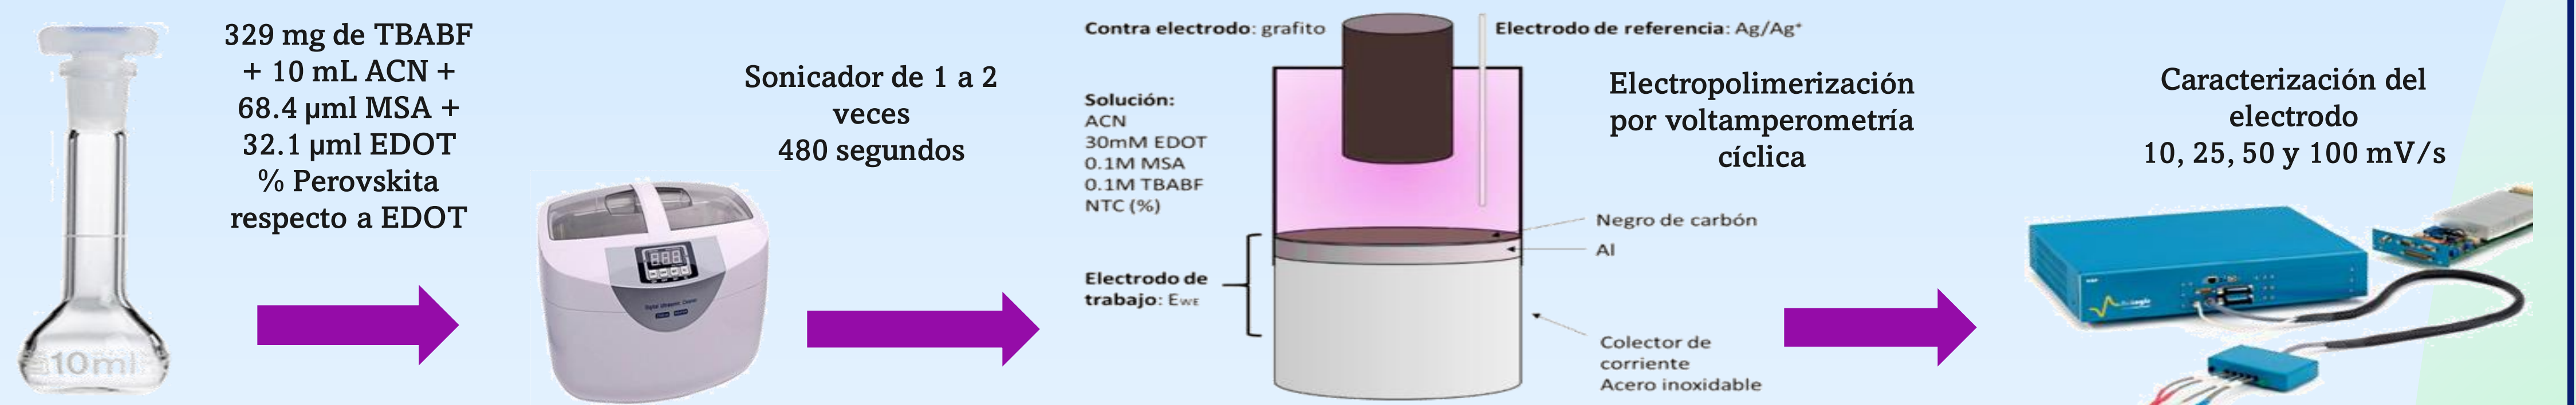 329 mg de TBABF
+ 10 mL ACN +
68.4 µml MSA +
32.1 µml EDOT
% Perovskita
respecto a EDOT
10ml
Sonicador de 1 a 2
veces
480 segundos
Contra electrodo: grafito
Electrodo de referencia: Ag/Ag⁺
Solución:
ACN
30mM EDOT
0.1M MSA
0.1M TBABF
NTC (%)
Electrodo de
trabajo: EWE
Negro de carbón
Al
Colector de
corriente
Acero inoxidable
Electropolimerización
por voltamperometría
cíclica
Caracterización del
electrodo
10, 25, 50 y 100 mV/s